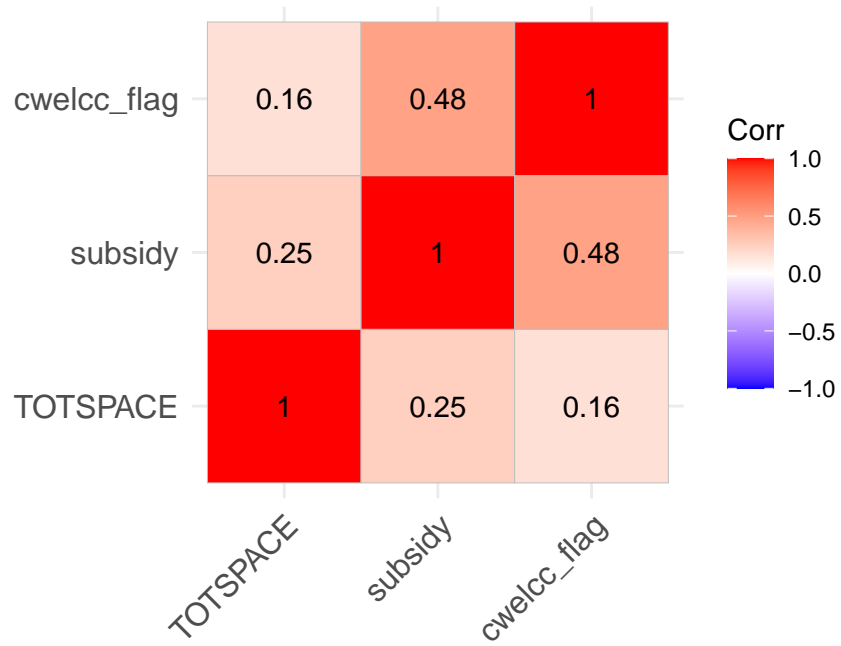 cwelcc_flag 0.16 0.48 1
subsidy 0.25 1 0.48
TOTSPACE 1 0.25 0.16
TOTSPACE subsidy cwelcc_flag
Corr
1.0
0.5
0.0
−0.5
−1.0